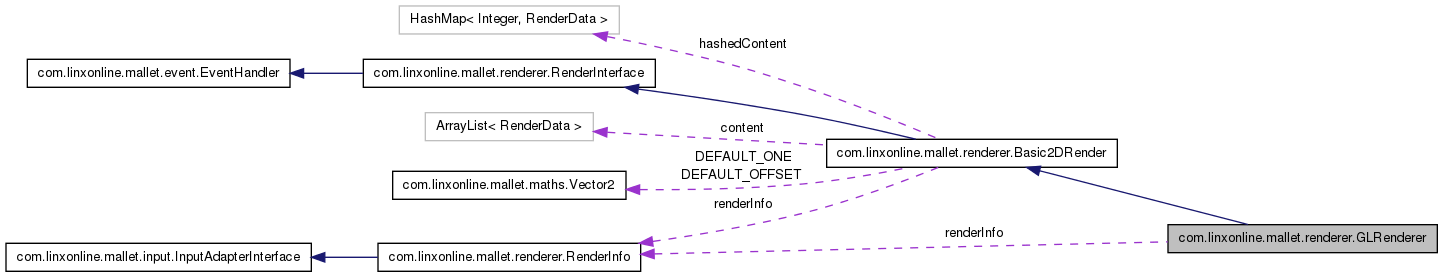 HashMap< Integer, RenderData >
hashedContent
com.linxonline.mallet.event.EventHandler
com.linxonline.mallet.renderer.RenderInterface
ArrayList< RenderData >
content
com.linxonline.mallet.renderer.Basic2DRender
DEFAULT_ONE
DEFAULT_OFFSET
com.linxonline.mallet.maths.Vector2
renderInfo
renderInfo
com.linxonline.mallet.renderer.GLRenderer
com.linxonline.mallet.input.InputAdapterInterface
com.linxonline.mallet.renderer.RenderInfo